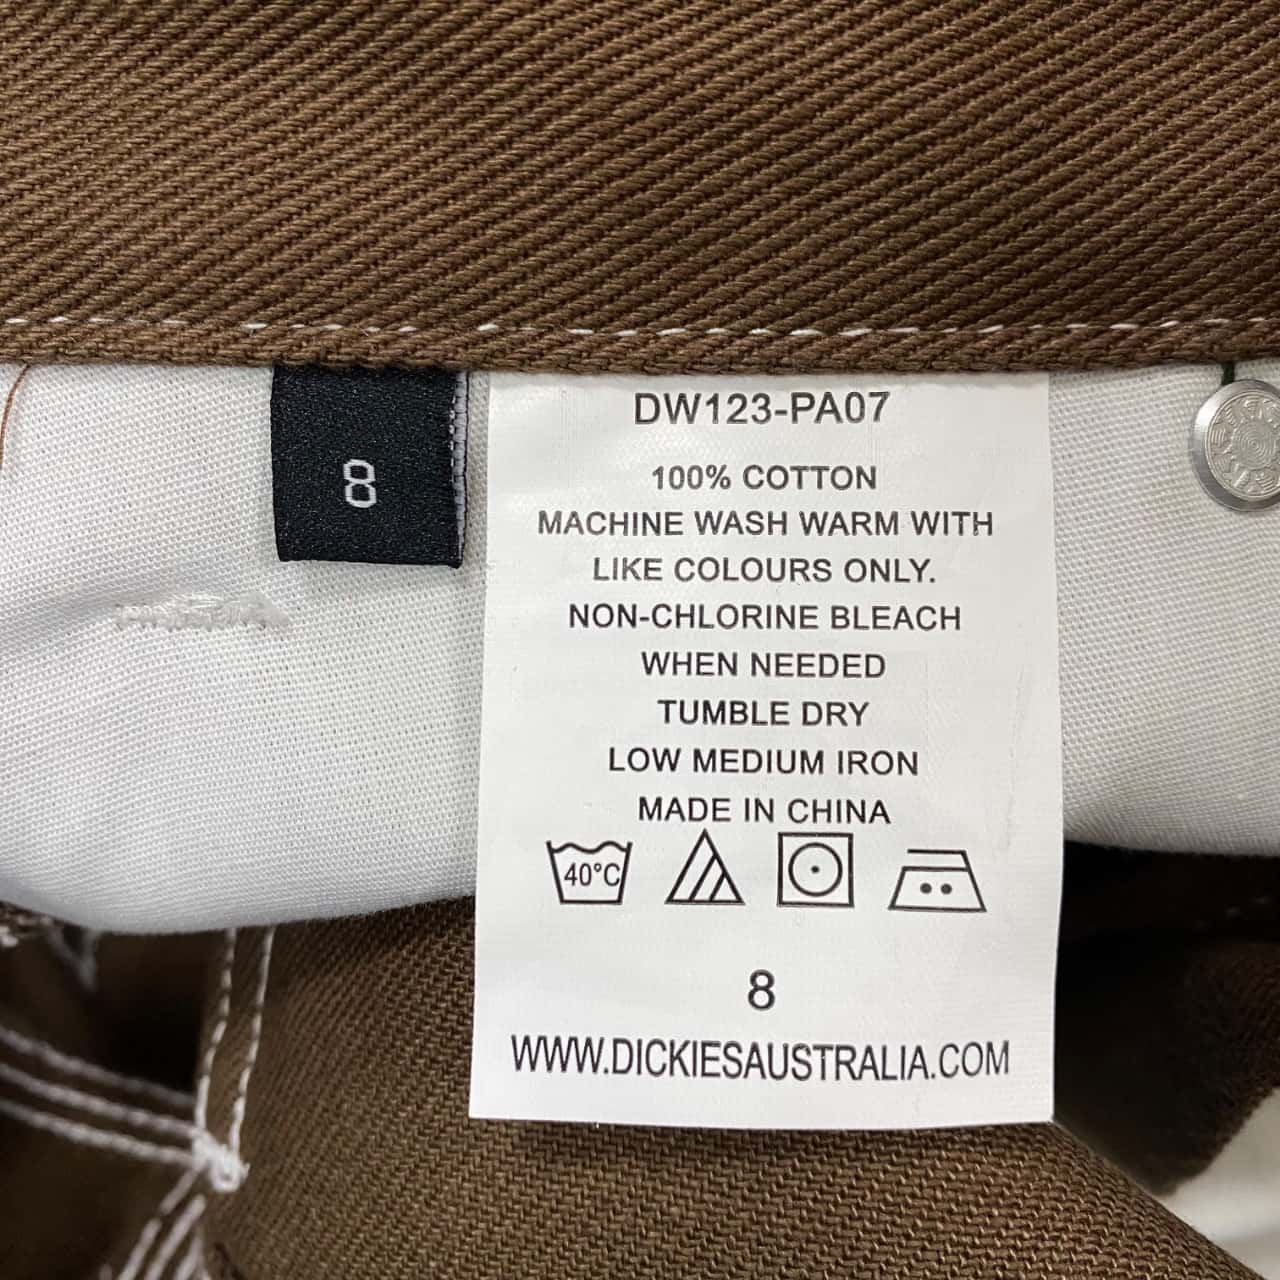 8
DW123-PA07
100% COTTON
MACHINE WASH WARM WITH
LIKE COLOURS ONLY.
NON-CHLORINE BLEACH
WHEN NEEDED
TUMBLE DRY
LOW MEDIUM IRON
MADE IN CHINA
40°C
8
WWW.DICKIESAUSTRALIA.COM